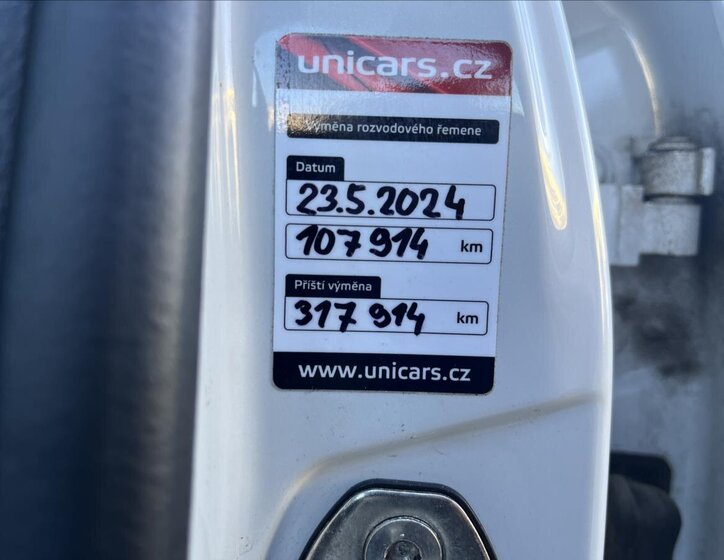 unicars.cz
Výměna rozvodového řemene
Datum
23.5.2024
107 914 km
Příští výměna
317 914 km
www.unicars.cz